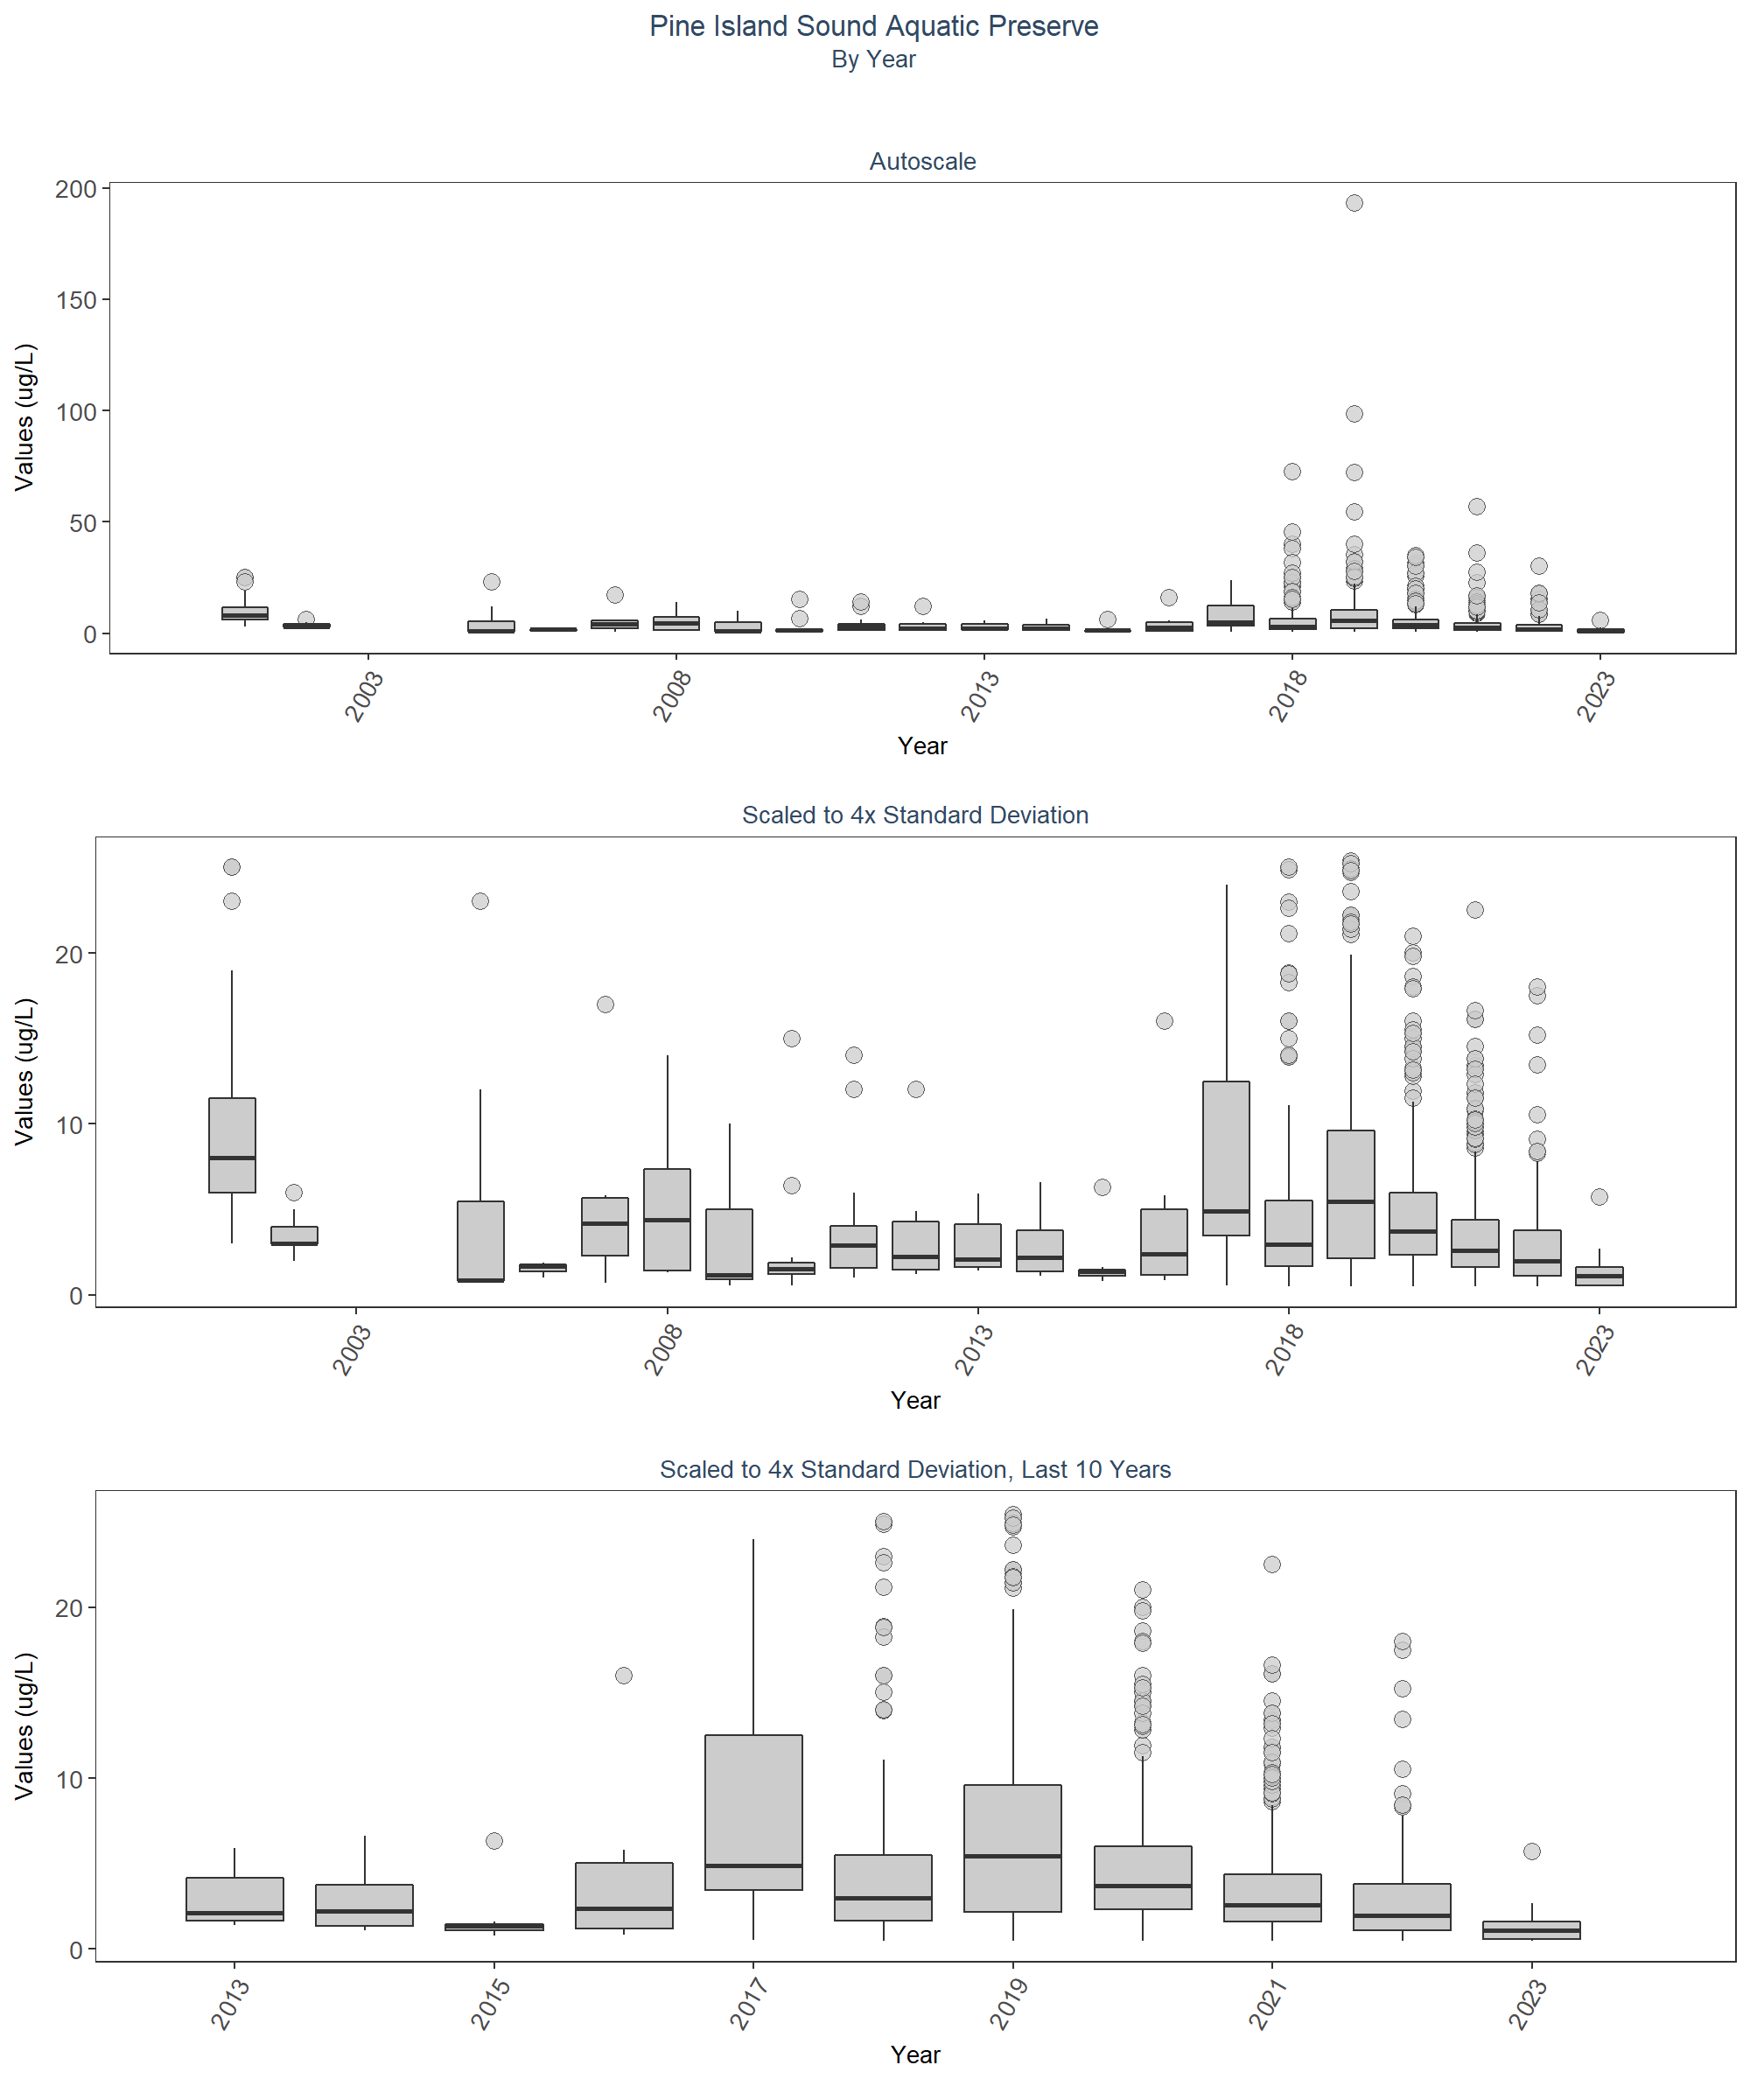 Pine Island Sound Aquatic Preserve
By Year
Autoscale
Values (ug/L)
200
150
100
50
0
2003
2008
2013
2018
2023
Year
Scaled to 4x Standard Deviation
Values (ug/L)
20
10
0
2003
2008
2013
2018
2023
Year
Scaled to 4x Standard Deviation, Last 10 Years
Values (ug/L)
20
10
0
2013
2015
2017
2019
2021
2023
Year